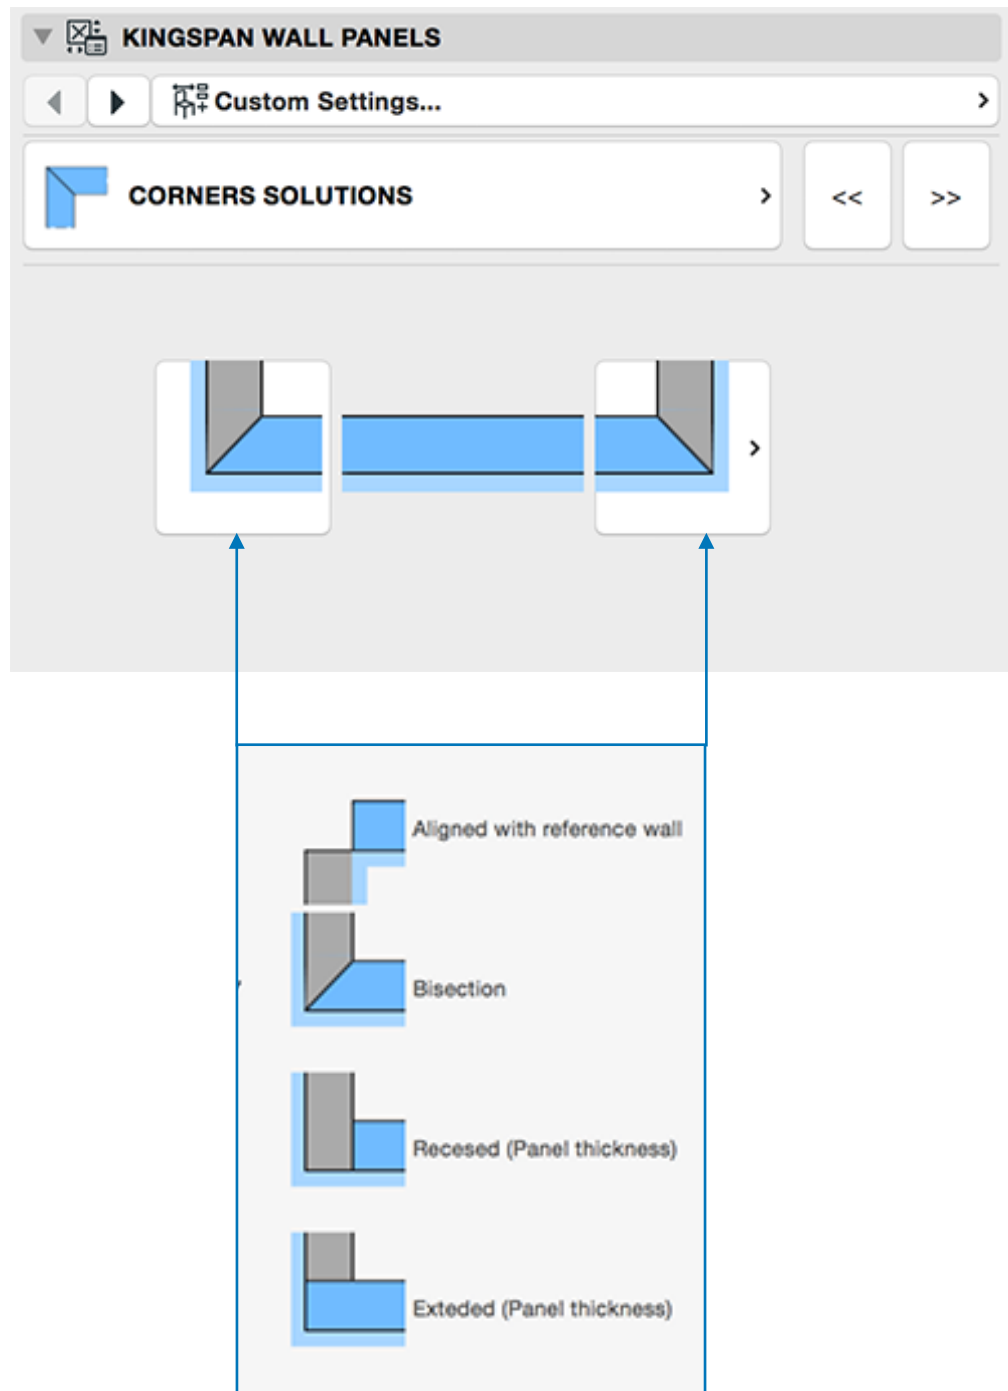 KINGSPAN WALL PANELS
Custom Settings...
CORNERS SOLUTIONS
<<
>>
Aligned with reference wall
Bisection
Recesed (Panel thickness)
Exteded (Panel thickness)